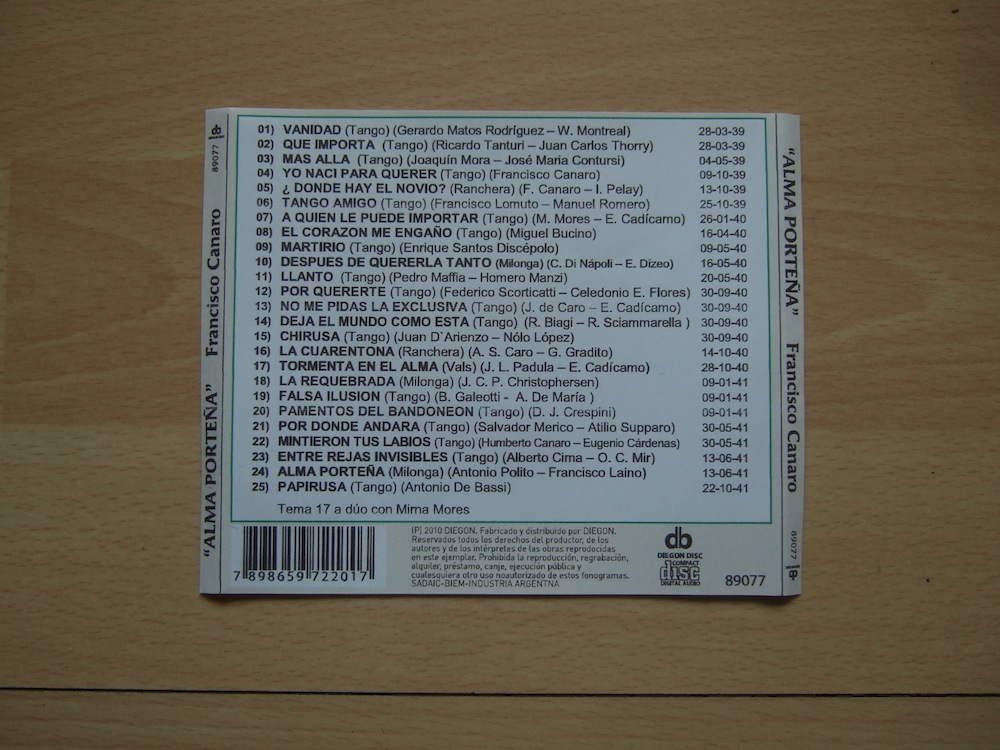 01) VANIDAD (Tango) (Gerardo Matos Rodríguez – W. Montreal) 28-03-39
02) QUE IMPORTA (Tango) (Ricardo Tanturi – Juan Carlos Thorry) 28-03-39
03) MAS ALLA (Tango) (Joaquín Mora – José Maria Contursi) 04-05-39
04) YO NACI PARA QUERER (Tango) (Francisco Canaro) 09-10-39
05) ¿ DONDE HAY EL NOVIO? (Ranchera) (F. Canaro – I. Pelay) 13-10-39
06) TANGO AMIGO (Tango) (Francisco Lomuto – Manuel Romero) 25-10-39
07) A QUIEN LE PUEDE IMPORTAR (Tango) (M. Mores – E. Cadícamo) 26-01-40
08) EL CORAZON ME ENGAÑO (Tango) (Miguel Bucino) 16-04-40
09) MARTIRIO (Tango) (Enrique Santos Discépolo) 09-05-40
10) DESPUES DE QUERERLA TANTO (Milonga) (C. Di Nápoli – E. Dizeo) 16-05-40
11) LLANTO (Tango) (Pedro Maffia – Homero Manzi) 20-05-40
12) POR QUERERTE (Tango) (Federico Scorticatti – Celedonio E. Flores) 30-09-40
13) NO ME PIDAS LA EXCLUSIVA (Tango) (J. de Caro – E. Cadícamo) 30-09-40
14) DEJA EL MUNDO COMO ESTA (Tango) (R. Biagi – R. Sciammarella ) 30-09-40
15) CHIRUSA (Tango) (Juan D`Arienzo – Nólo López) 30-09-40
16) LA CUARENTONA (Ranchera) (A. S. Caro – G. Gradito) 14-10-40
17) TORMENTA EN EL ALMA (Vals) (J. L. Padula – E. Cadícamo) 28-10-40
18) LA REQUEBRADA (Milonga) (J. C. P. Christophersen) 09-01-41
19) FALSA ILUSION (Tango) (B. Galeotti - A. De María ) 09-01-41
20) PAMENTOS DEL BANDONEON (Tango) (D. J. Crespini) 09-01-41
21) POR DONDE ANDARA (Tango) (Salvador Merico – Atilio Supparo) 30-05-41
22) MINTIERON TUS LABIOS (Tango) (Humberto Canaro – Eugenio Cárdenas) 30-05-41
23) ENTRE REJAS INVISIBLES (Tango) (Alberto Cima – O. C. Mir) 13-06-41
24) ALMA PORTEÑA (Milonga) (Antonio Polito – Francisco Laino) 13-06-41
25) PAPIRUSA (Tango) (Antonio De Bassi) 22-10-41
Tema 17 a dúo con Mirna Mores
7 898659 722017
(P) 2010 DIEGON. Fabricado y distribuido por DIEGON.
Reservados todos los derechos del productor, de los
autores y de los intérpretes de las obras reproducidas
en este ejemplar. Prohibida la reproducción, regrabación,
alquiler, préstamo, canje, ejecución pública y
cualesquiera otro uso noautorizado de estos fonogramas.
SADAIC-BIEM-INDUSTRIA ARGENTNA
db
DIEGON DISC
COMPACT
disc
DIGITAL AUDIO
89077
"ALMA PORTEÑA" Francisco Canaro 89077
"ALMA PORTEÑA" Francisco Canaro 89077